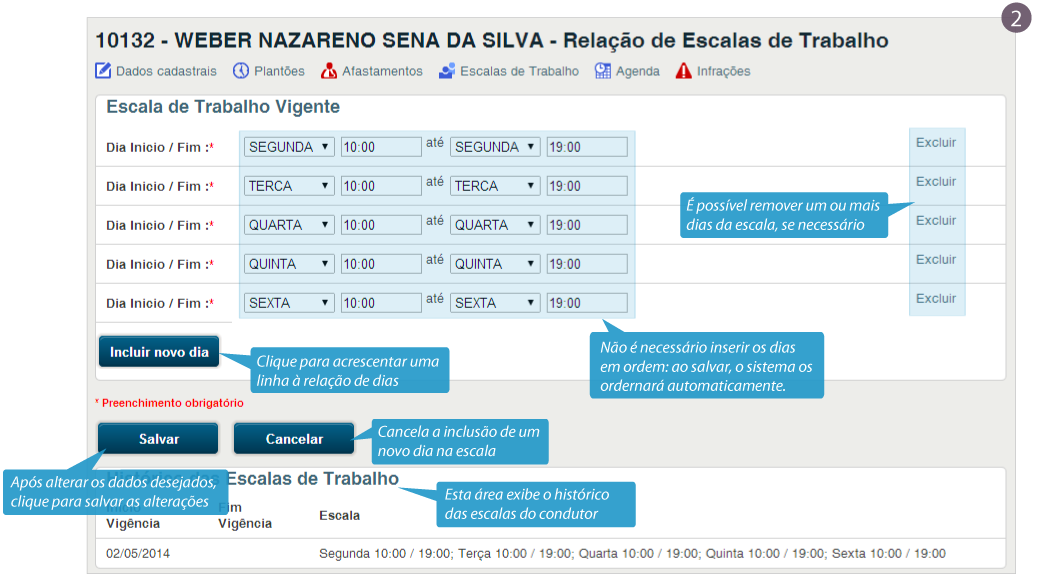 2
10132 - WEBER NAZARENO SENA DA SILVA - Relação de Escalas de Trabalho
Dados cadastrais Plantões Afastamentos Escalas de Trabalho Agenda Infrações
Escala de Trabalho Vigente
Dia Inicio / Fim :* SEGUNDA 10:00 até SEGUNDA 19:00 Excluir
Dia Inicio / Fim :* TERCA 10:00 até TERCA 19:00 Excluir
É possível remover um ou mais
dias da escala, se necessário
Dia Inicio / Fim :* QUARTA 10:00 até QUARTA 19:00 Excluir
Dia Inicio / Fim :* QUINTA 10:00 até QUINTA 19:00 Excluir
Dia Inicio / Fim :* SEXTA 10:00 até SEXTA 19:00 Excluir
Incluir novo dia
Clique para acrescentar uma
linha à relação de dias
Não é necessário inserir os dias
em ordem: ao salvar, o sistema os
ordenará automaticamente.
* Preenchimento obrigatório
Salvar Cancelar
Cancela a inclusão de um
novo dia na escala
Após alterar os dados desejados,
clique para salvar as alterações
Escalas de Trabalho
Esta área exibe o histórico
das escalas do condutor
Vigência Vigência Escala
02/05/2014 Segunda 10:00 / 19:00; Terça 10:00 / 19:00; Quarta 10:00 / 19:00; Quinta 10:00 / 19:00; Sexta 10:00 / 19:00